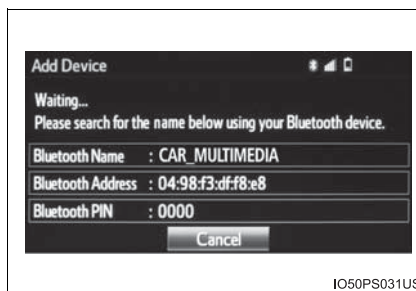 Add Device
Waiting...
Please search for the name below using your Bluetooth device.
Bluetooth Name : CAR_MULTIMEDIA
Bluetooth Address : 04:98:f3:df:f8:e8
Bluetooth PIN : 0000
Cancel
IO50PS031US